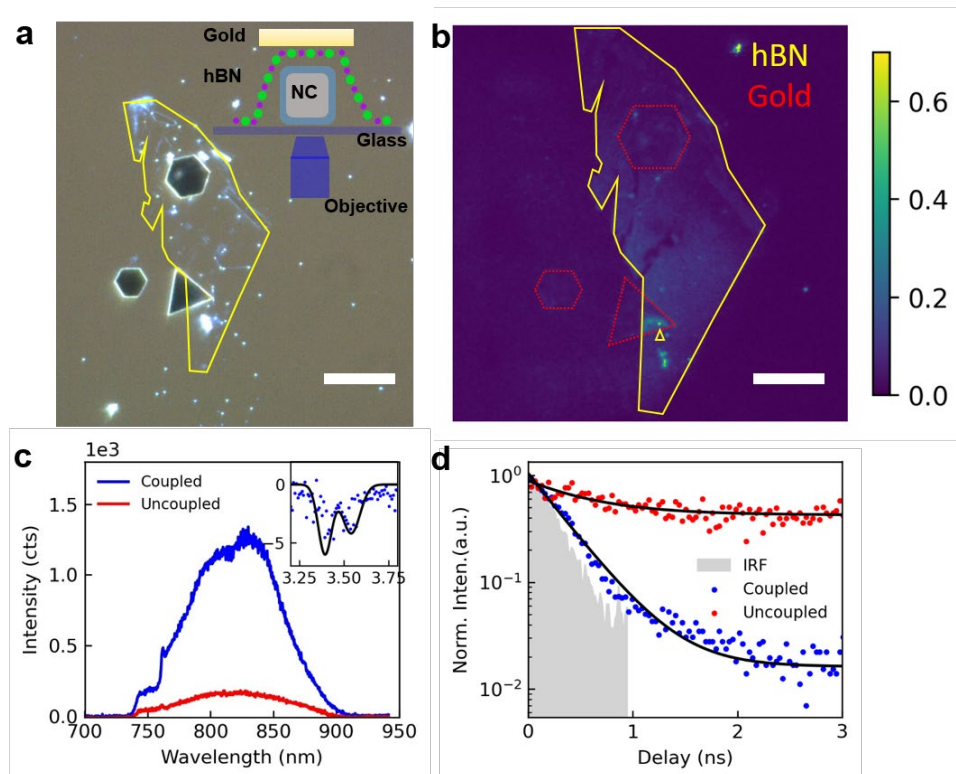 a
Gold
hBN
NC
Glass
Objective
b
hBN
Gold
0.6
0.4
0.2
0.0
c
1e3
Coupled
Uncoupled
1.5
1.0
0.5
0.0
Intensity (cts)
700
750
800
850
900
950
Wavelength (nm)
0
−5
3.25
3.50
3.75
d
10⁰
10⁻¹
10⁻²
Norm. Inten.(a.u.)
IRF
Coupled
Uncoupled
0
1
2
3
Delay (ns)